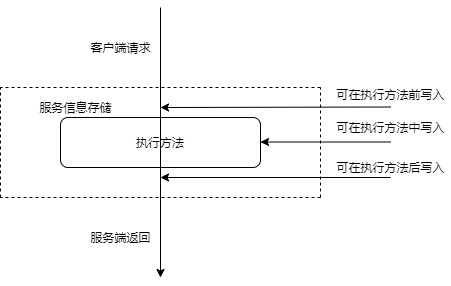 客户端请求
可在执行方法前写入
服务信息存储
可在执行方法中写入
执行方法
可在执行方法后写入
服务端返回